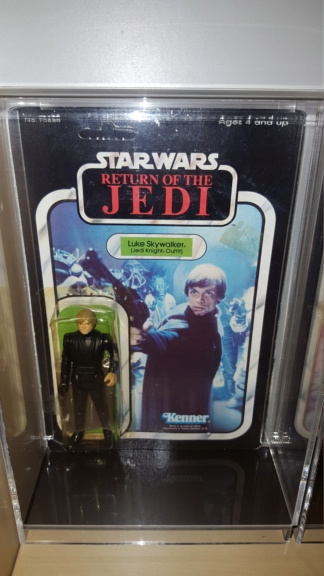 Ages 4 and up
STAR WARS
RETURN OF THE
JEDI
Luke Skywalker
(Jedi Knight Outfit)
Kenner